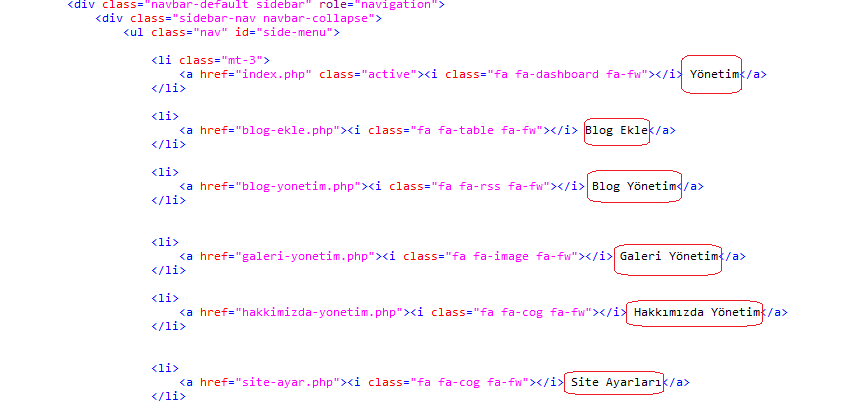 <div class="navbar-default sidebar" role="navigation">
<div class="sidebar-nav navbar-collapse">
<ul class="nav" id="side-menu">
<li class="mt-3">
<a href="index.php" class="active"><i class="fa fa-dashboard fa-fw"></i> Yönetim</a>
</li>
<li>
<a href="blog-ekle.php"><i class="fa fa-table fa-fw"></i> Blog Ekle</a>
</li>
<li>
<a href="blog-yonetim.php"><i class="fa fa-rss fa-fw"></i> Blog Yönetim</a>
</li>
<li>
<a href="galeri-yonetim.php"><i class="fa fa-image fa-fw"></i> Galeri Yönetim</a>
</li>
<li>
<a href="hakkimizda-yonetim.php"><i class="fa fa-cog fa-fw"></i> Hakkımızda Yönetim</a>
</li>
<li>
<a href="site-ayar.php"><i class="fa fa-cog fa-fw"></i> Site Ayarları</a>
</li>